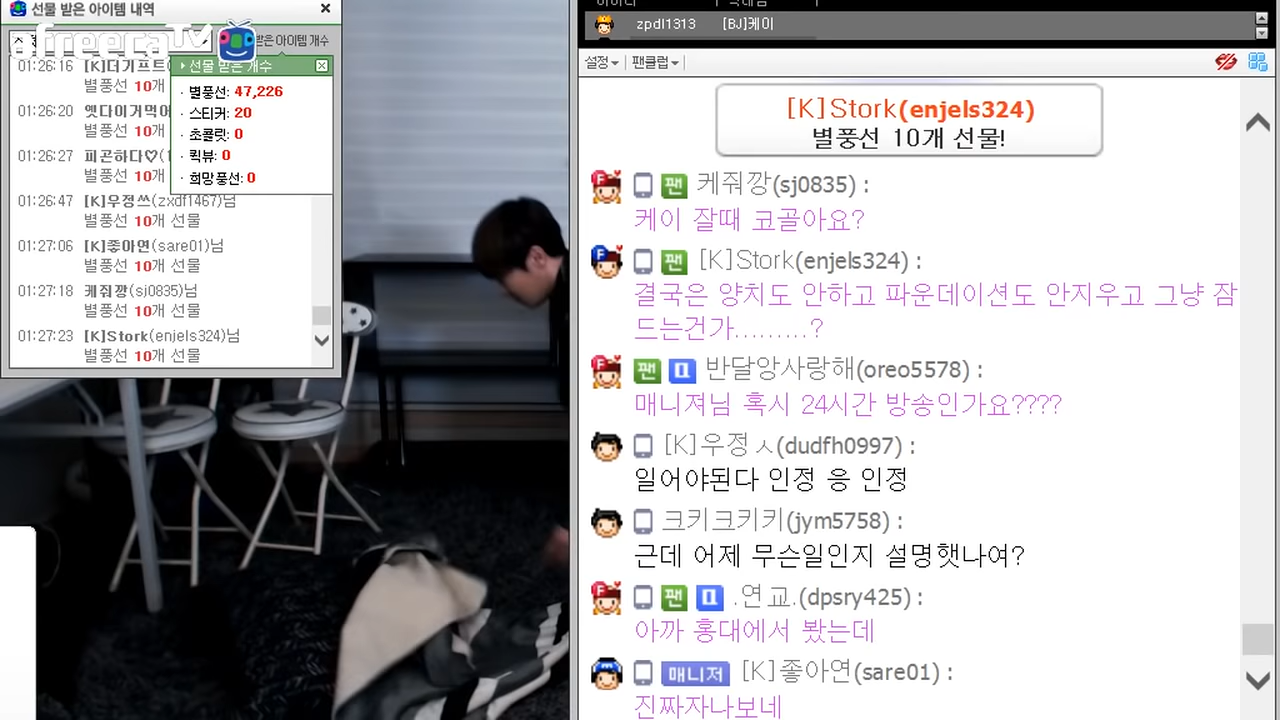 선물 받은 아이템 내역
afreecaTV
받은 아이템 개수
01:26:16 [K]더기프트
별풍선 10개
01:26:20 앳다이거먹어
별풍선 10개
01:26:27 피곤하다♡(
별풍선 10개
01:26:47 [K]우정쓰(zxdf1467)님
별풍선 10개 선물
01:27:06 [K]좋아연(sare01)님
별풍선 10개 선물
01:27:18 케줘깡(sj0835)님
별풍선 10개 선물
01:27:23 [K]Stork(enjels324)님
별풍선 10개 선물
선물 받은 개수
· 별풍선: 47,226
· 스티커: 20
· 초콜릿: 0
· 퀵뷰: 0
· 희망풍선: 0
zpdl1313 [BJ]케이
설정 팬클럽
[K]Stork(enjels324)
별풍선 10개 선물!
팬 케줘깡(sj0835) :
케이 잘때 코골아요?
팬 [K]Stork(enjels324) :
결국은 양치도 안하고 파운데이션도 안지우고 그냥 잠
드는건가.........?
팬 반달앙사랑해(oreo5578) :
매니져님 혹시 24시간 방송인가요????
[K]우정ㅅ(dudfh0997) :
일어야된다 인정 응 인정
크키크키키(jym5758) :
근데 어제 무슨일인지 설명햇나여?
팬 .연교.(dpsry425) :
아까 홍대에서 봤는데
매니저 [K]좋아연(sare01) :
진짜자나보네